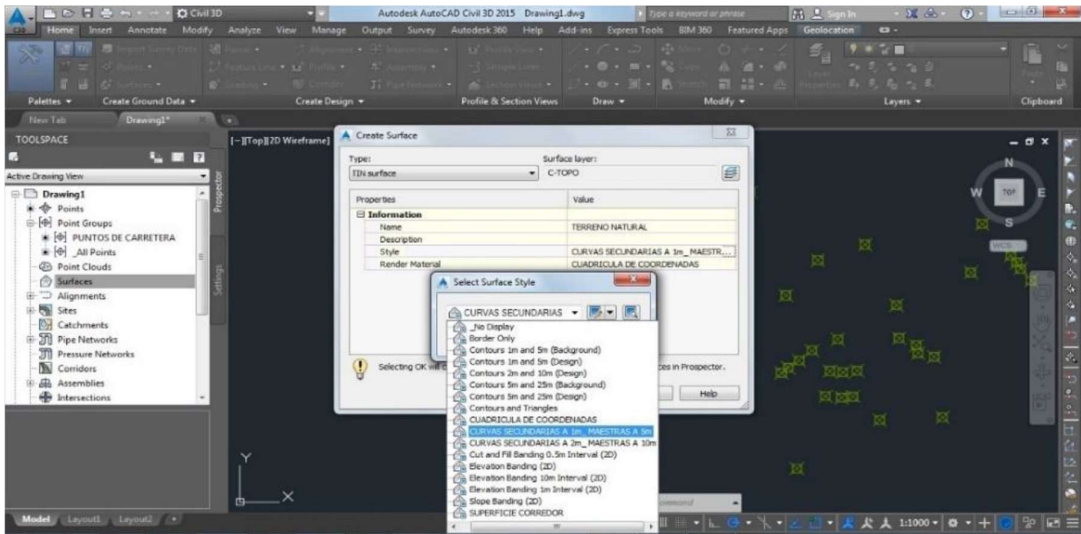 Civil 3D
Autodesk AutoCAD Civil 3D 2015 Drawing1.dwg
Type a keyword or phrase
Sign In
Home Insert Annotate Modify Analyze View Manage Output Survey Autodesk 360 Help Add-ins Express Tools BIM 360 Featured Apps Geolocation
Palettes
Create Ground Data
Create Design
Profile & Section Views
Draw
Modify
Layers
Clipboard
New Tab
Drawing1*
TOOLSPACE
Active Drawing View
Drawing1
Points
Point Groups
PUNTOS DE CARRETERA
_All Points
Point Clouds
Surfaces
Alignments
Sites
Catchments
Pipe Networks
Pressure Networks
Corridors
Assemblies
Intersections
Prospector
Settings
[-][Top][2D Wireframe]
Create Surface
Type:
Surface layer:
TIN surface
C-TOPO
Properties
Value
Information
Name
TERRENO NATURAL
Description
Style
CURVAS SECUNDARIAS A 1m_ MAESTR...
Render Material
CUADRICULA DE COORDENADAS
Select Surface Style
CURVAS SECUNDARIAS
_No Display
Border Only
Contours 1m and 5m (Background)
Contours 1m and 5m (Design)
Contours 2m and 10m (Design)
Contours 5m and 25m (Background)
Contours 5m and 25m (Design)
Contours and Triangles
CUADRICULA DE COORDENADAS
CURVAS SECUNDARIAS A 1m_ MAESTRAS A 5m
CURVAS SECUNDARIAS A 2m_ MAESTRAS A 10m
Cut and Fill Banding 0.5m Interval (2D)
Elevation Banding (2D)
Elevation Banding 10m Interval (2D)
Elevation Banding 1m Interval (2D)
Slope Banding (2D)
SUPERFICIE CORREDOR
Selecting OK will
ces in Prospector.
Help
N
W
TOP
E
S
WCS
Y
X
Model
Layout1
Layout2
1:1000